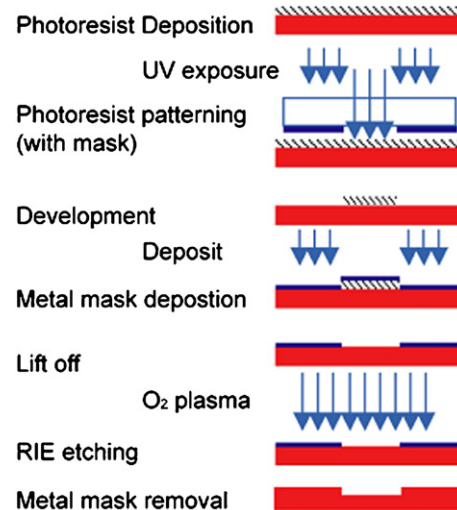 Photoresist Deposition
UV exposure
Photoresist patterning
(with mask)
Development
Deposit
Metal mask depostion
Lift off
O₂ plasma
RIE etching
Metal mask removal